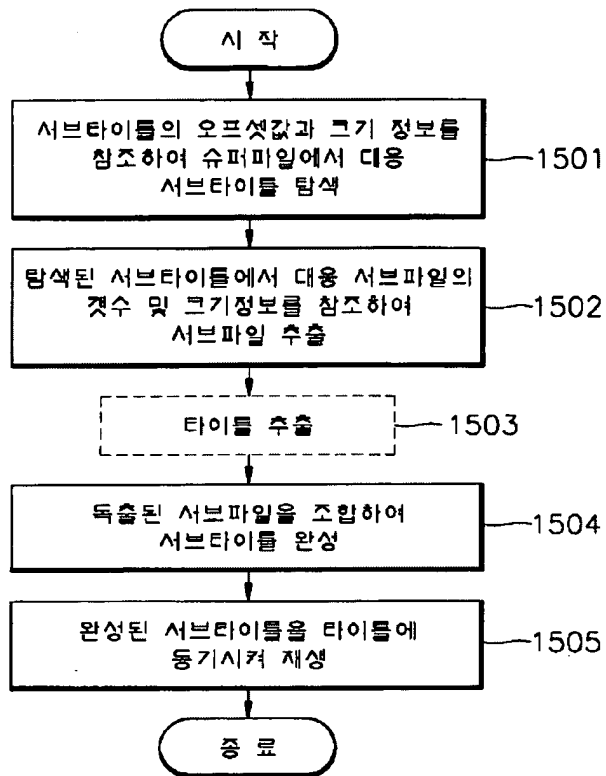 시 작
서브타이틀의 오프셋값과 크기 정보를
참조하여 슈퍼파일에서 대응
서브타이틀 탐색
1501
탐색된 서브타이틀에서 대응 서브파일의
갯수 및 크기정보를 참조하여
서브파일 추출
1502
타이틀 추출
1503
독출된 서브파일을 조합하여
서브타이틀 완성
1504
완성된 서브타이틀을 타이틀에
동기시켜 재생
1505
종 료